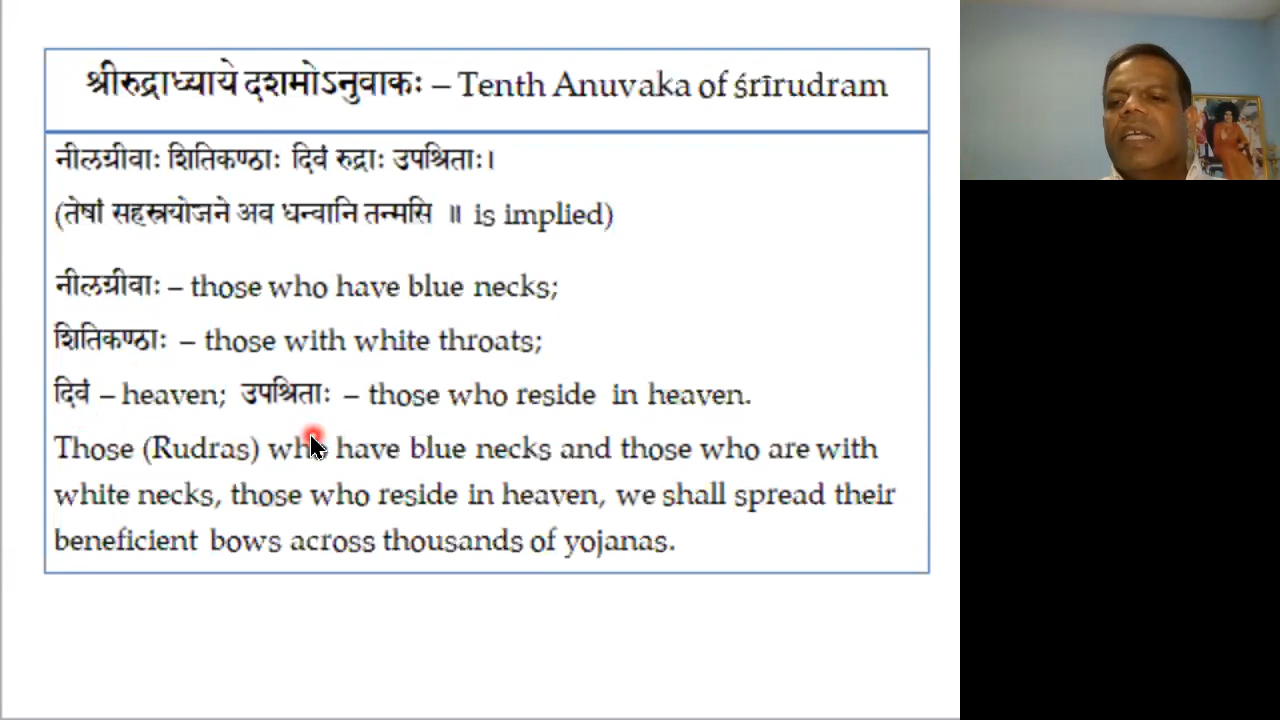 श्रीरुद्राध्याये दशमोऽनुवाकः – Tenth Anuvaka of śrīrudram
नीलग्रीवाः शितिकण्ठाः दिवं रुद्राः उपश्रिताः।
(तेषां सहस्रयोजने अव धन्वानि तन्मसि ॥ is implied)
नीलग्रीवाः – those who have blue necks;
शितिकण्ठाः – those with white throats;
दिवं – heaven; उपश्रिताः – those who reside in heaven.
Those (Rudras) who have blue necks and those who are with
white necks, those who reside in heaven, we shall spread their
beneficient bows across thousands of yojanas.